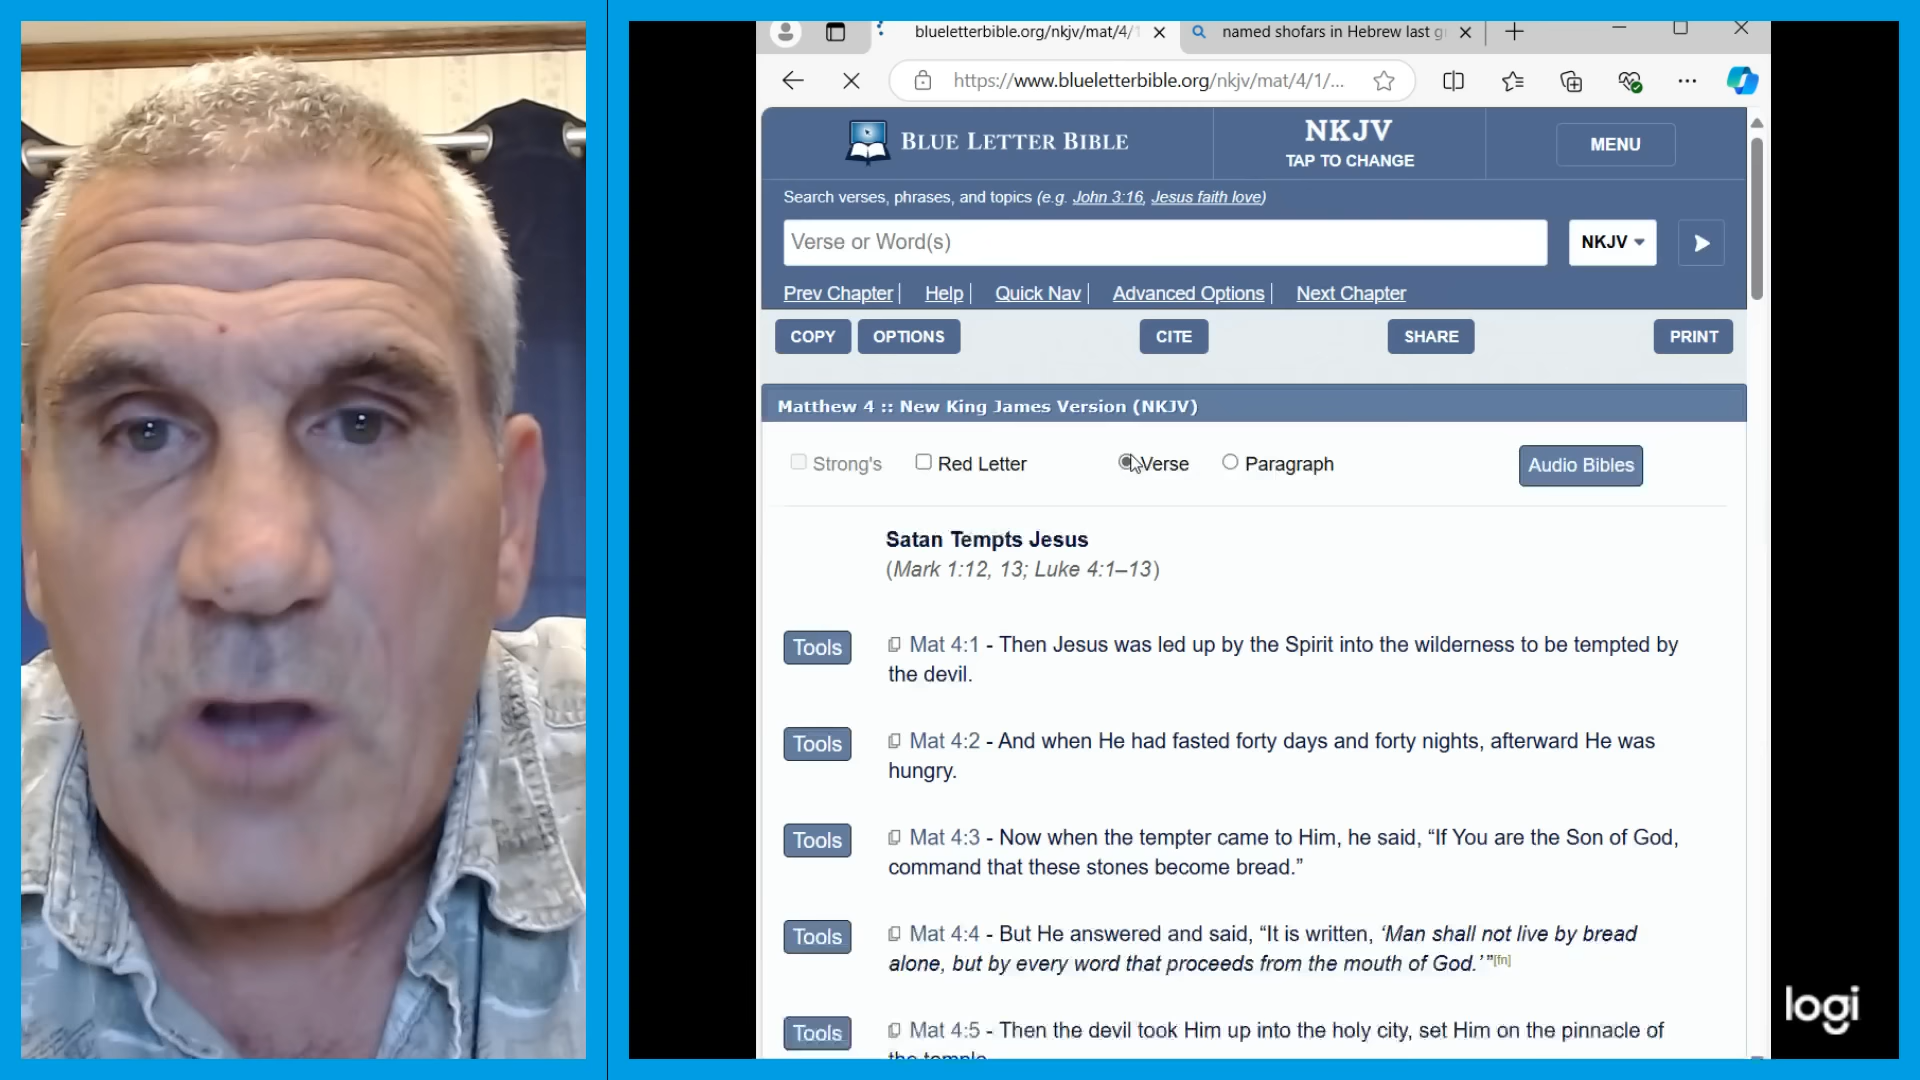 blueletterbible.org/nkjv/mat/4/1
named shofars in Hebrew last g
https://www.blueletterbible.org/nkjv/mat/4/1/...
BLUE LETTER BIBLE
NKJV
TAP TO CHANGE
MENU
Search verses, phrases, and topics (e.g. John 3:16, Jesus faith love)
Verse or Word(s)
NKJV
Prev Chapter | Help | Quick Nav | Advanced Options | Next Chapter
COPY OPTIONS CITE SHARE PRINT
Matthew 4 :: New King James Version (NKJV)
Strong's Red Letter Verse Paragraph Audio Bibles
Satan Tempts Jesus
(Mark 1:12, 13; Luke 4:1–13)
Tools Mat 4:1 - Then Jesus was led up by the Spirit into the wilderness to be tempted by
the devil.
Tools Mat 4:2 - And when He had fasted forty days and forty nights, afterward He was
hungry.
Tools Mat 4:3 - Now when the tempter came to Him, he said, “If You are the Son of God,
command that these stones become bread.”
Tools Mat 4:4 - But He answered and said, “It is written, ‘Man shall not live by bread
alone, but by every word that proceeds from the mouth of God.’”[fn]
Tools Mat 4:5 - Then the devil took Him up into the holy city, set Him on the pinnacle of
the temple
logi